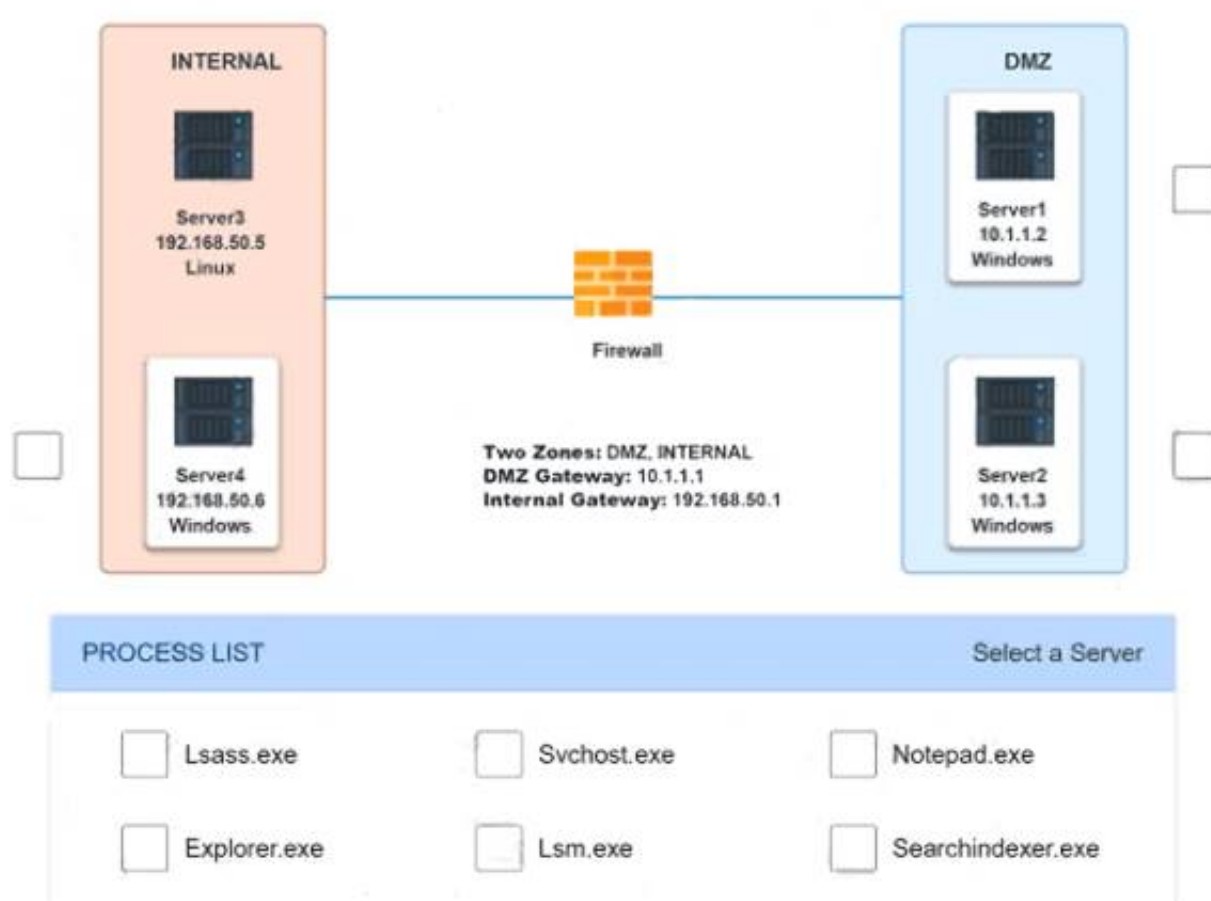 INTERNAL
Server3
192.168.50.5
Linux
Server4
192.168.50.6
Windows
Firewall
Two Zones: DMZ, INTERNAL
DMZ Gateway: 10.1.1.1
Internal Gateway: 192.168.50.1
DMZ
Server1
10.1.1.2
Windows
Server2
10.1.1.3
Windows
PROCESS LIST
Select a Server
Lsass.exe
Svchost.exe
Notepad.exe
Explorer.exe
Lsm.exe
Searchindexer.exe